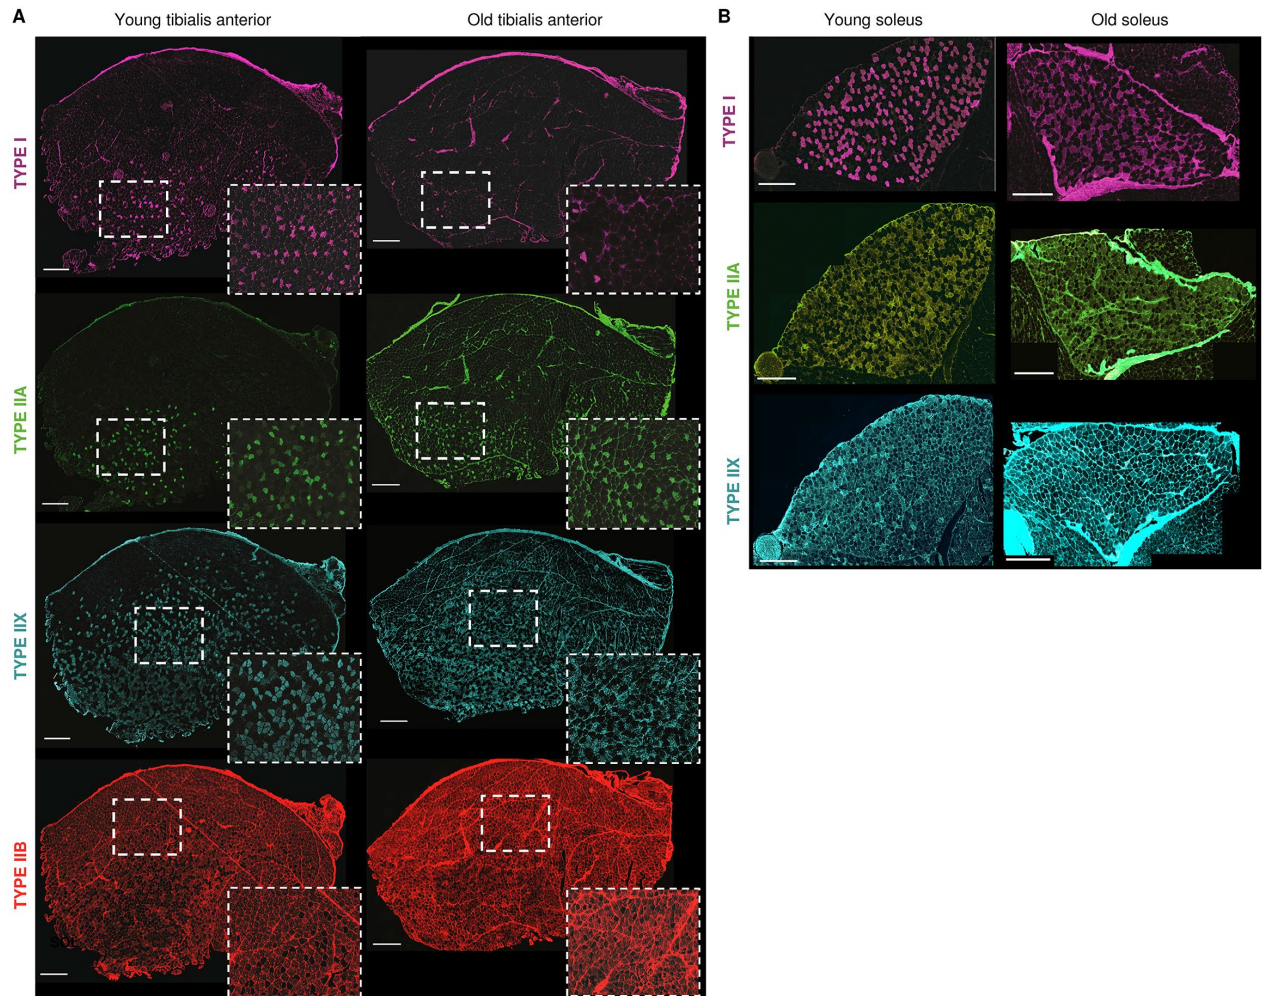 A
Young tibialis anterior
Old tibialis anterior
B
Young soleus
Old soleus
TYPE I
TYPE I
TYPE IIA
TYPE IIA
TYPE IIX
TYPE IIX
TYPE IIB